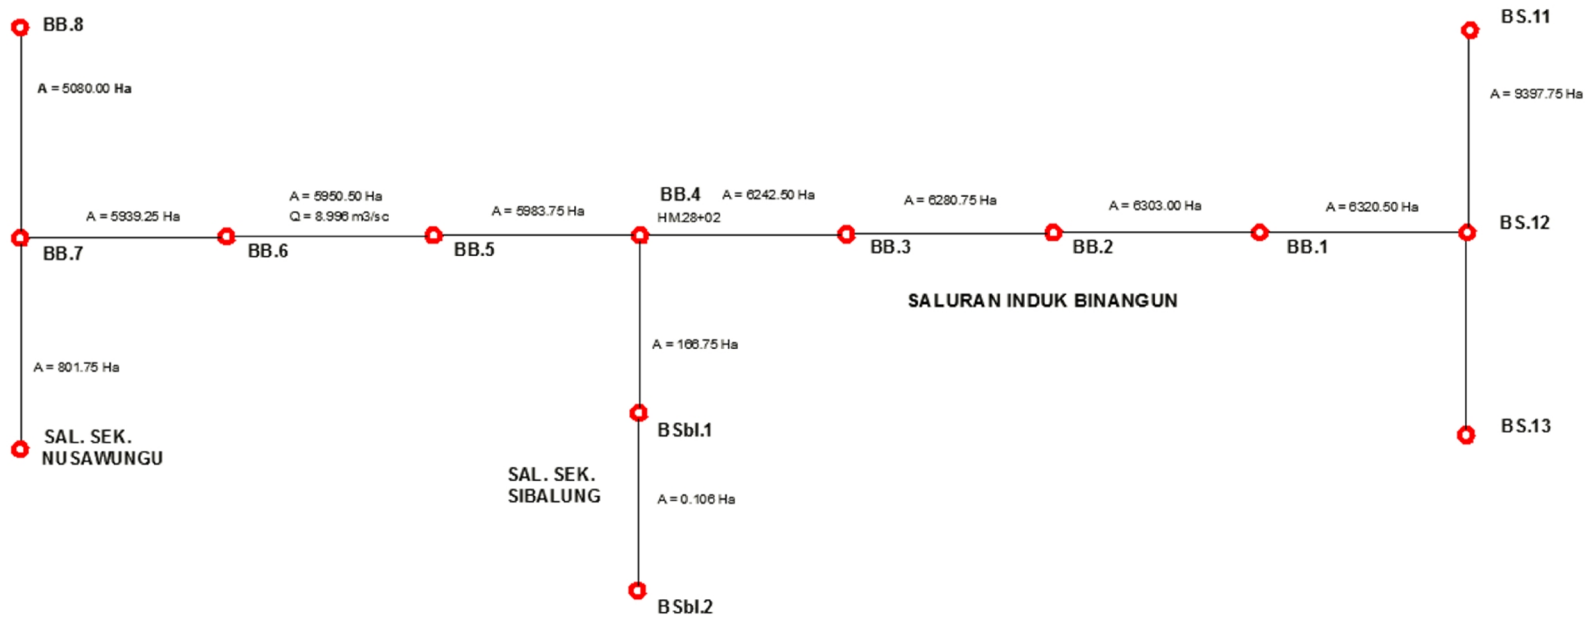 BB.8
BS.11
A = 5080.00 Ha
A = 9397.75 Ha
A = 5950.50 Ha
Q = 8.996 m3/sc
A = 5939.25 Ha
A = 5983.75 Ha
BB.4
HM.28+02
A = 6242.50 Ha
A = 6280.75 Ha
A = 6303.00 Ha
A = 6320.50 Ha
BS.12
BB.7
BB.6
BB.5
BB.3
BB.2
BB.1
SALURAN INDUK BINANGUN
A = 166.75 Ha
A = 801.75 Ha
SAL. SEK.
NUSAWUNGU
BSbl.1
BS.13
SAL. SEK.
SIBALUNG
A = 0.106 Ha
BSbl.2